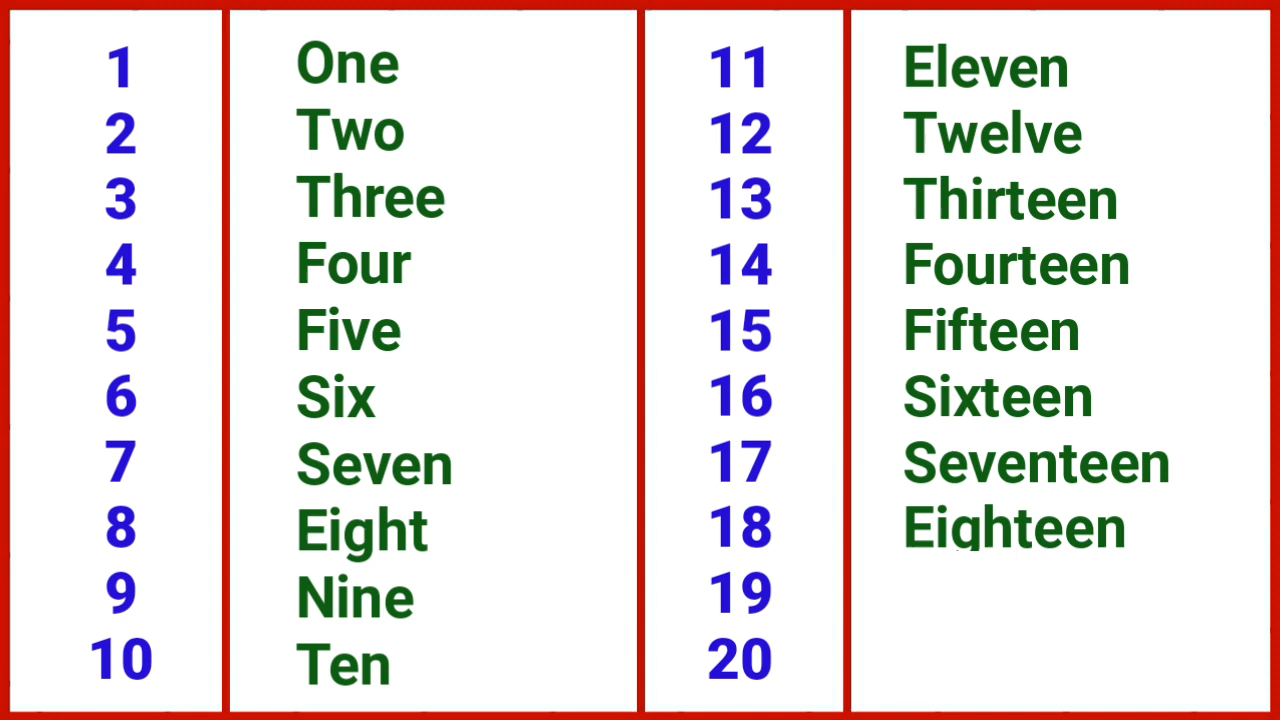 1 One 11 Eleven
2 Two 12 Twelve
3 Three 13 Thirteen
4 Four 14 Fourteen
5 Five 15 Fifteen
6 Six 16 Sixteen
7 Seven 17 Seventeen
8 Eight 18 Eighteen
9 Nine 19
10 Ten 20